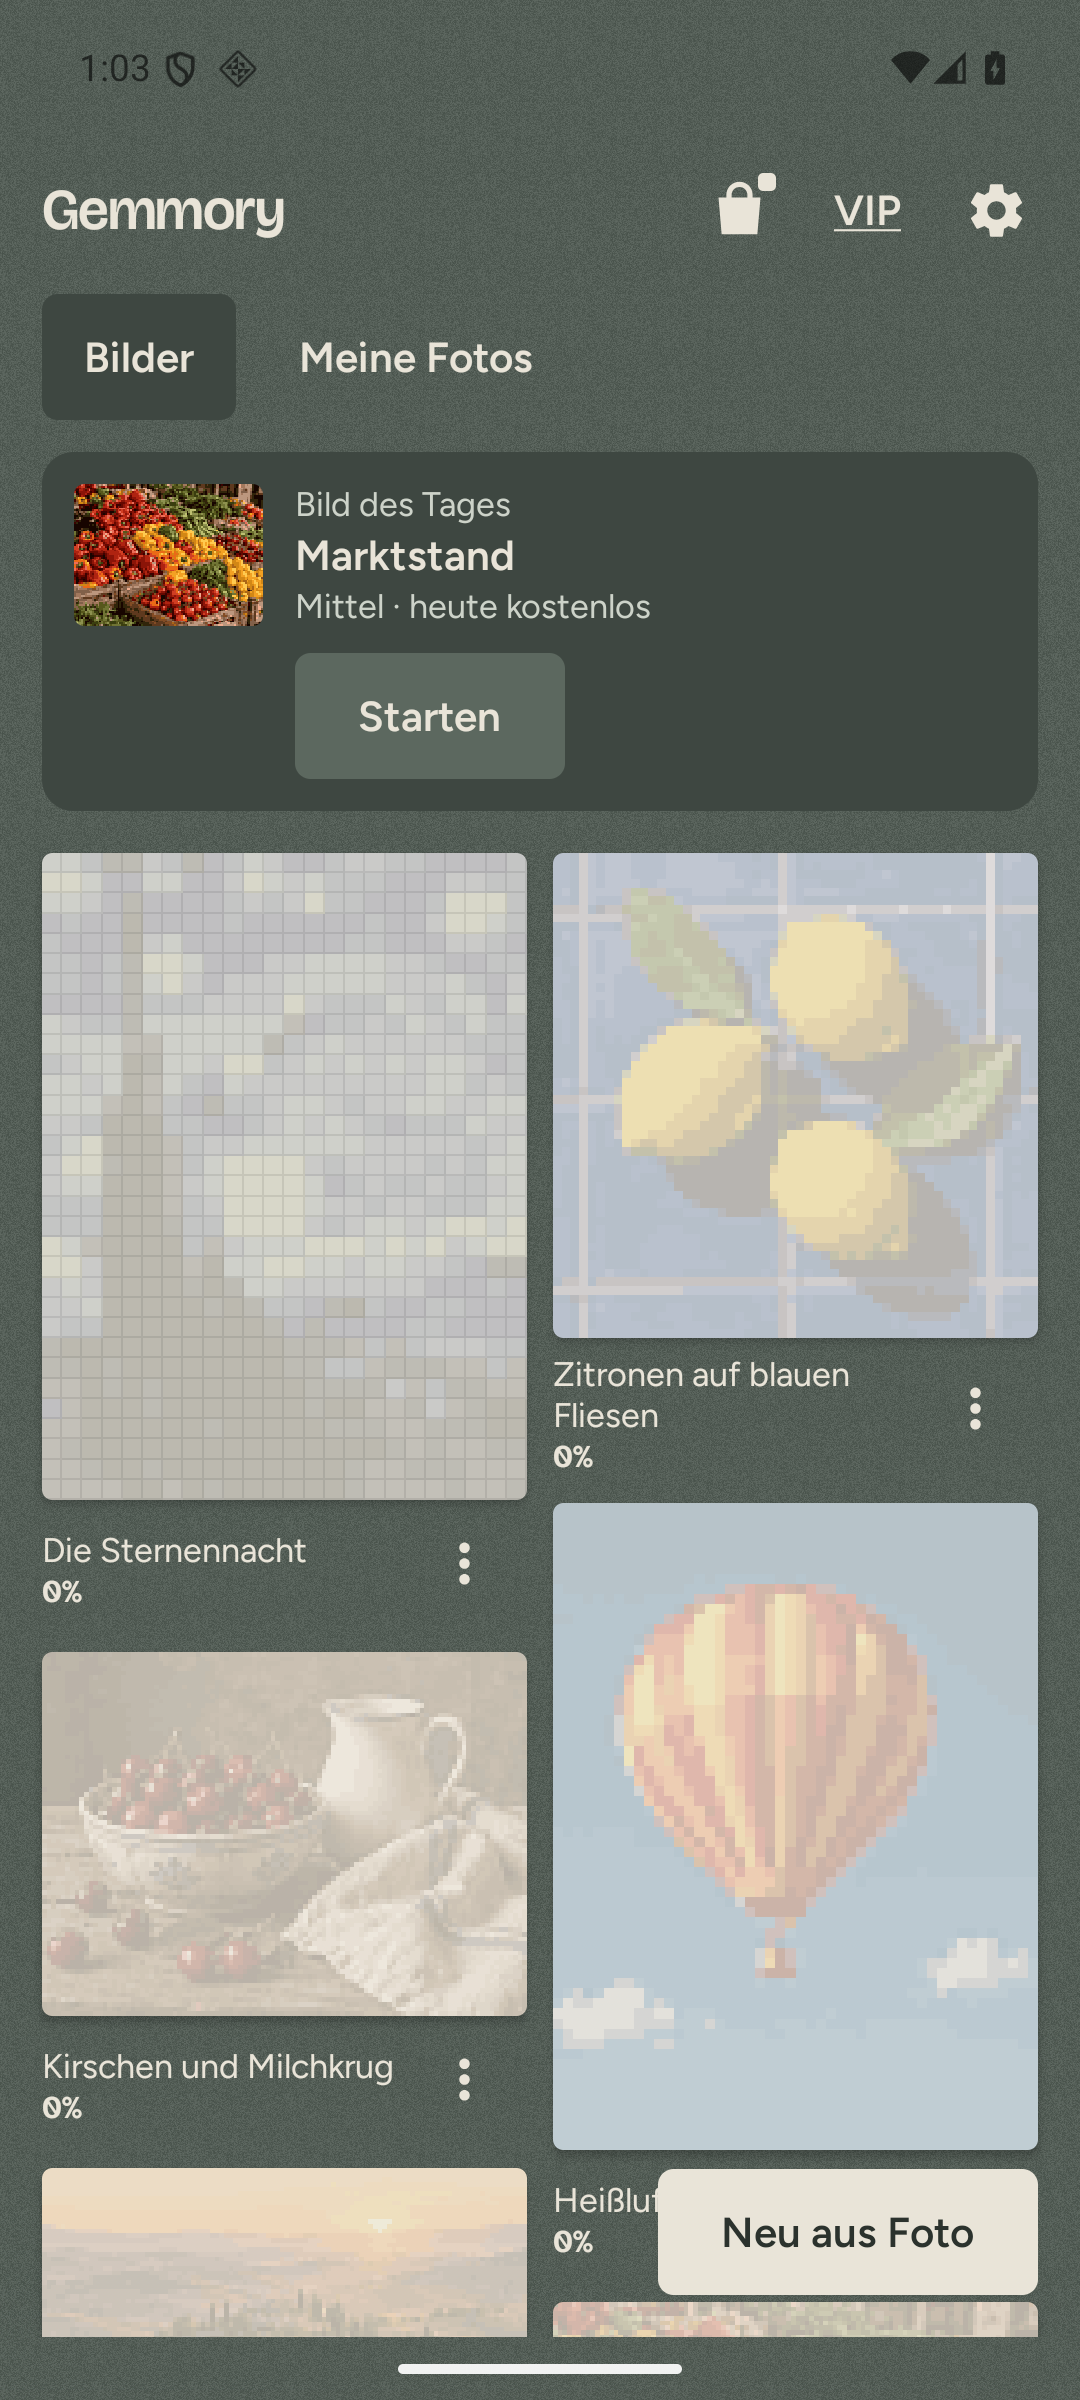 1:03
Gemmory
VIP
Bilder
Meine Fotos
Bild des Tages
Marktstand
Mittel · heute kostenlos
Starten
Zitronen auf blauen
Fliesen
0%
Die Sternennacht
0%
Kirschen und Milchkrug
0%
0%
Neu aus Foto